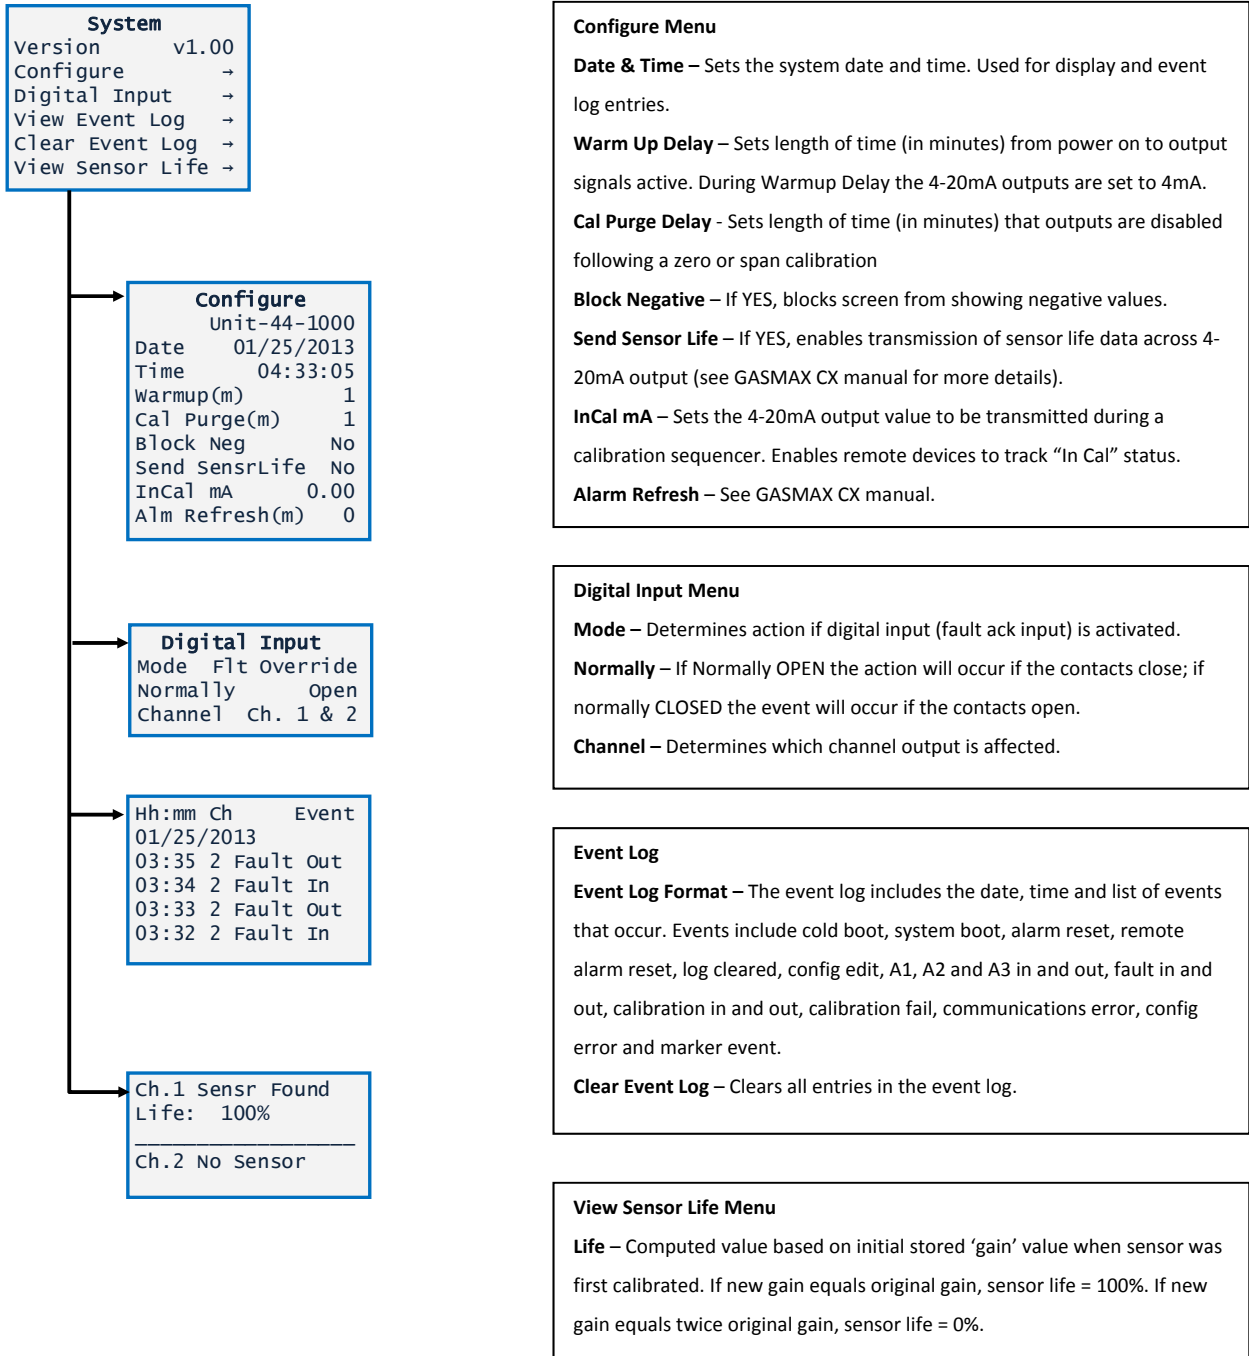 System
Version v1.00
Configure →
Digital Input →
View Event Log →
Clear Event Log →
View Sensor Life →
Configure
Unit-44-1000
Date 01/25/2013
Time 04:33:05
Warmup(m) 1
Cal Purge(m) 1
Block Neg No
Send SensrLife No
InCal mA 0.00
Alm Refresh(m) 0
Digital Input
Mode Flt Override
Normally Open
Channel Ch. 1 & 2
Hh:mm Ch Event
01/25/2013
03:35 2 Fault Out
03:34 2 Fault In
03:33 2 Fault Out
03:32 2 Fault In
Ch.1 Sensr Found
Life: 100%
Ch.2 No Sensor
Configure Menu
Date & Time – Sets the system date and time. Used for display and event
log entries.
Warm Up Delay – Sets length of time (in minutes) from power on to output
signals active. During Warmup Delay the 4-20mA outputs are set to 4mA.
Cal Purge Delay - Sets length of time (in minutes) that outputs are disabled
following a zero or span calibration
Block Negative – If YES, blocks screen from showing negative values.
Send Sensor Life – If YES, enables transmission of sensor life data across 4-
20mA output (see GASMAX CX manual for more details).
InCal mA – Sets the 4-20mA output value to be transmitted during a
calibration sequencer. Enables remote devices to track “In Cal” status.
Alarm Refresh – See GASMAX CX manual.
Digital Input Menu
Mode – Determines action if digital input (fault ack input) is activated.
Normally – If Normally OPEN the action will occur if the contacts close; if
normally CLOSED the event will occur if the contacts open.
Channel – Determines which channel output is affected.
Event Log
Event Log Format – The event log includes the date, time and list of events
that occur. Events include cold boot, system boot, alarm reset, remote
alarm reset, log cleared, config edit, A1, A2 and A3 in and out, fault in and
out, calibration in and out, calibration fail, communications error, config
error and marker event.
Clear Event Log – Clears all entries in the event log.
View Sensor Life Menu
Life – Computed value based on initial stored ‘gain’ value when sensor was
first calibrated. If new gain equals original gain, sensor life = 100%. If new
gain equals twice original gain, sensor life = 0%.